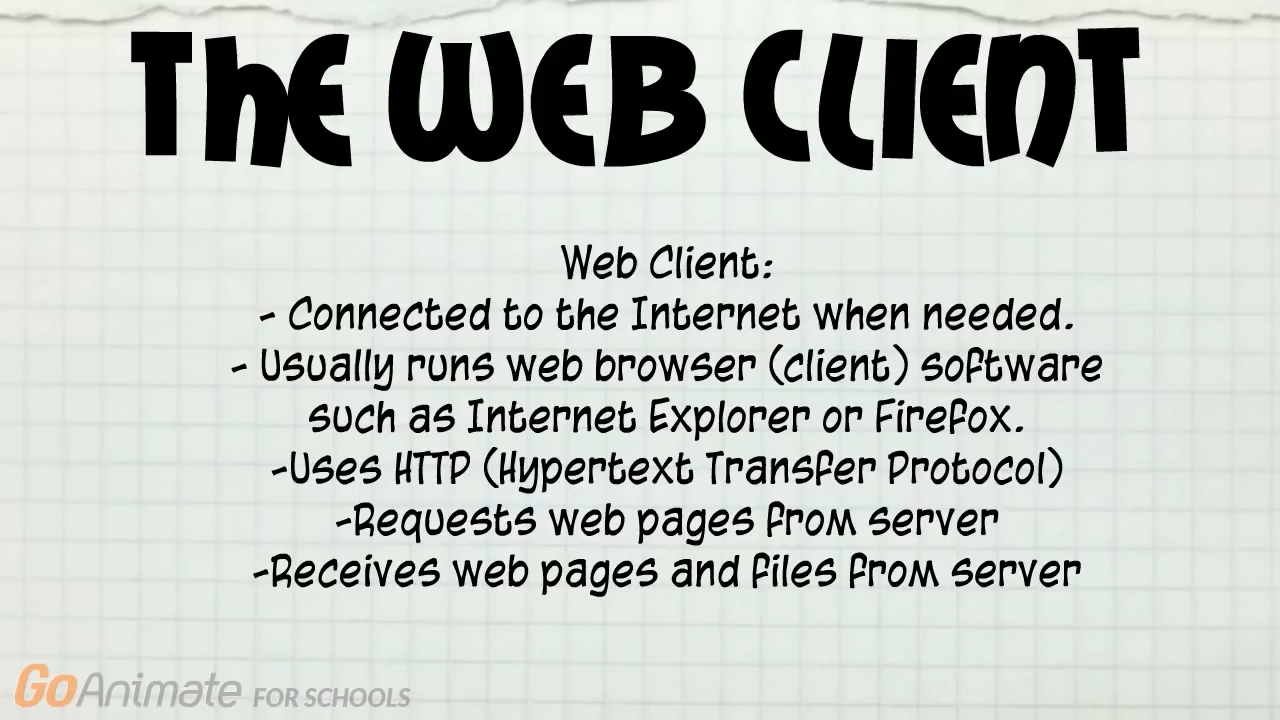 The Web Client
Web Client:
- Connected to the Internet when needed.
- Usually runs web browser (client) software
such as Internet Explorer or Firefox.
-Uses HTTP (Hypertext Transfer Protocol)
-Requests web pages from server
-Receives web pages and files from server
GoAnimate FOR SCHOOLS